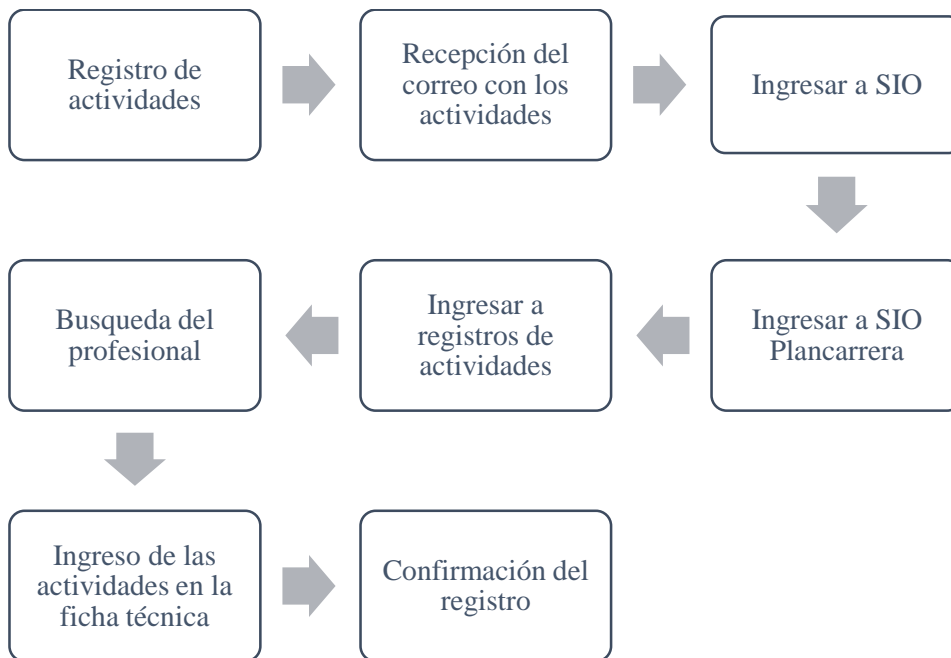 Registro de
actividades
Recepción del
correo con los
actividades
Ingresar a SIO
Ingresar a SIO
Plancarrera
Ingresar a
registros de
actividades
Busqueda del
profesional
Ingreso de las
actividades en la
ficha técnica
Confirmación del
registro